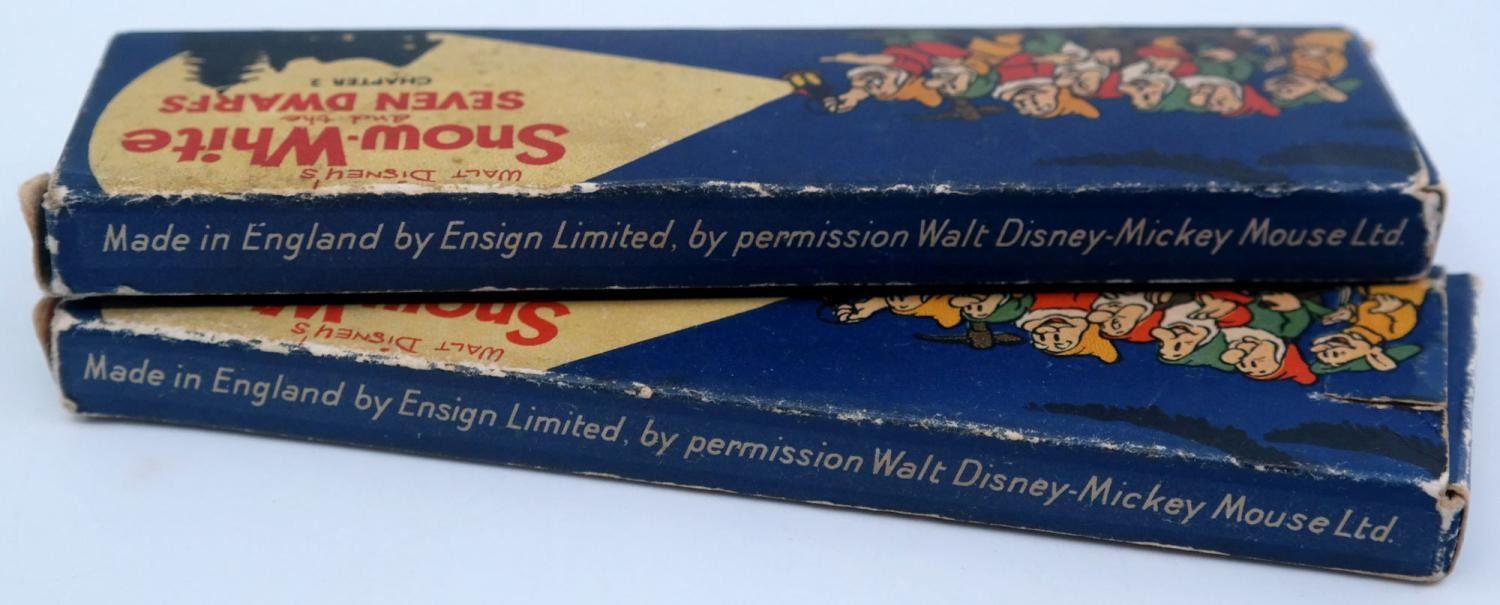 WALT DISNEY'S
Snow-White
and the
SEVEN DWARFS
CHAPTER 2
Made in England by Ensign Limited, by permission Walt Disney-Mickey Mouse Ltd.
WALT DISNEY'S
Made in England by Ensign Limited, by permission Walt Disney-Mickey Mouse Ltd.